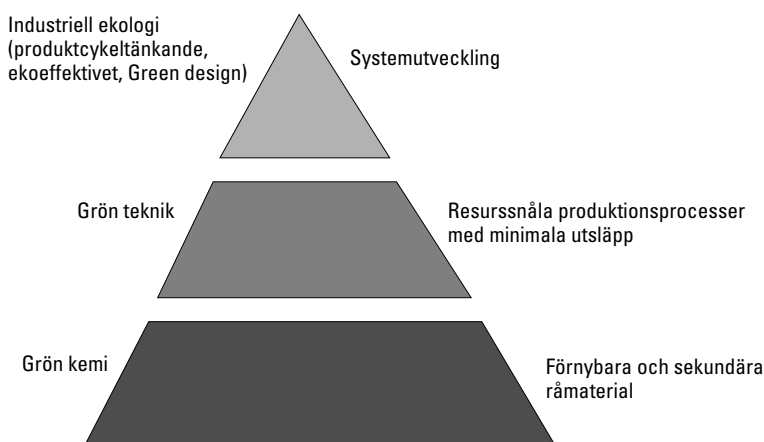 Industriell ekologi
(produktcykeltänkande,
ekoeffektivet, Green design)
Systemutveckling
Grön teknik
Resurssnåla produktionsprocesser
med minimala utsläpp
Grön kemi
Förnybara och sekundära
råmaterial